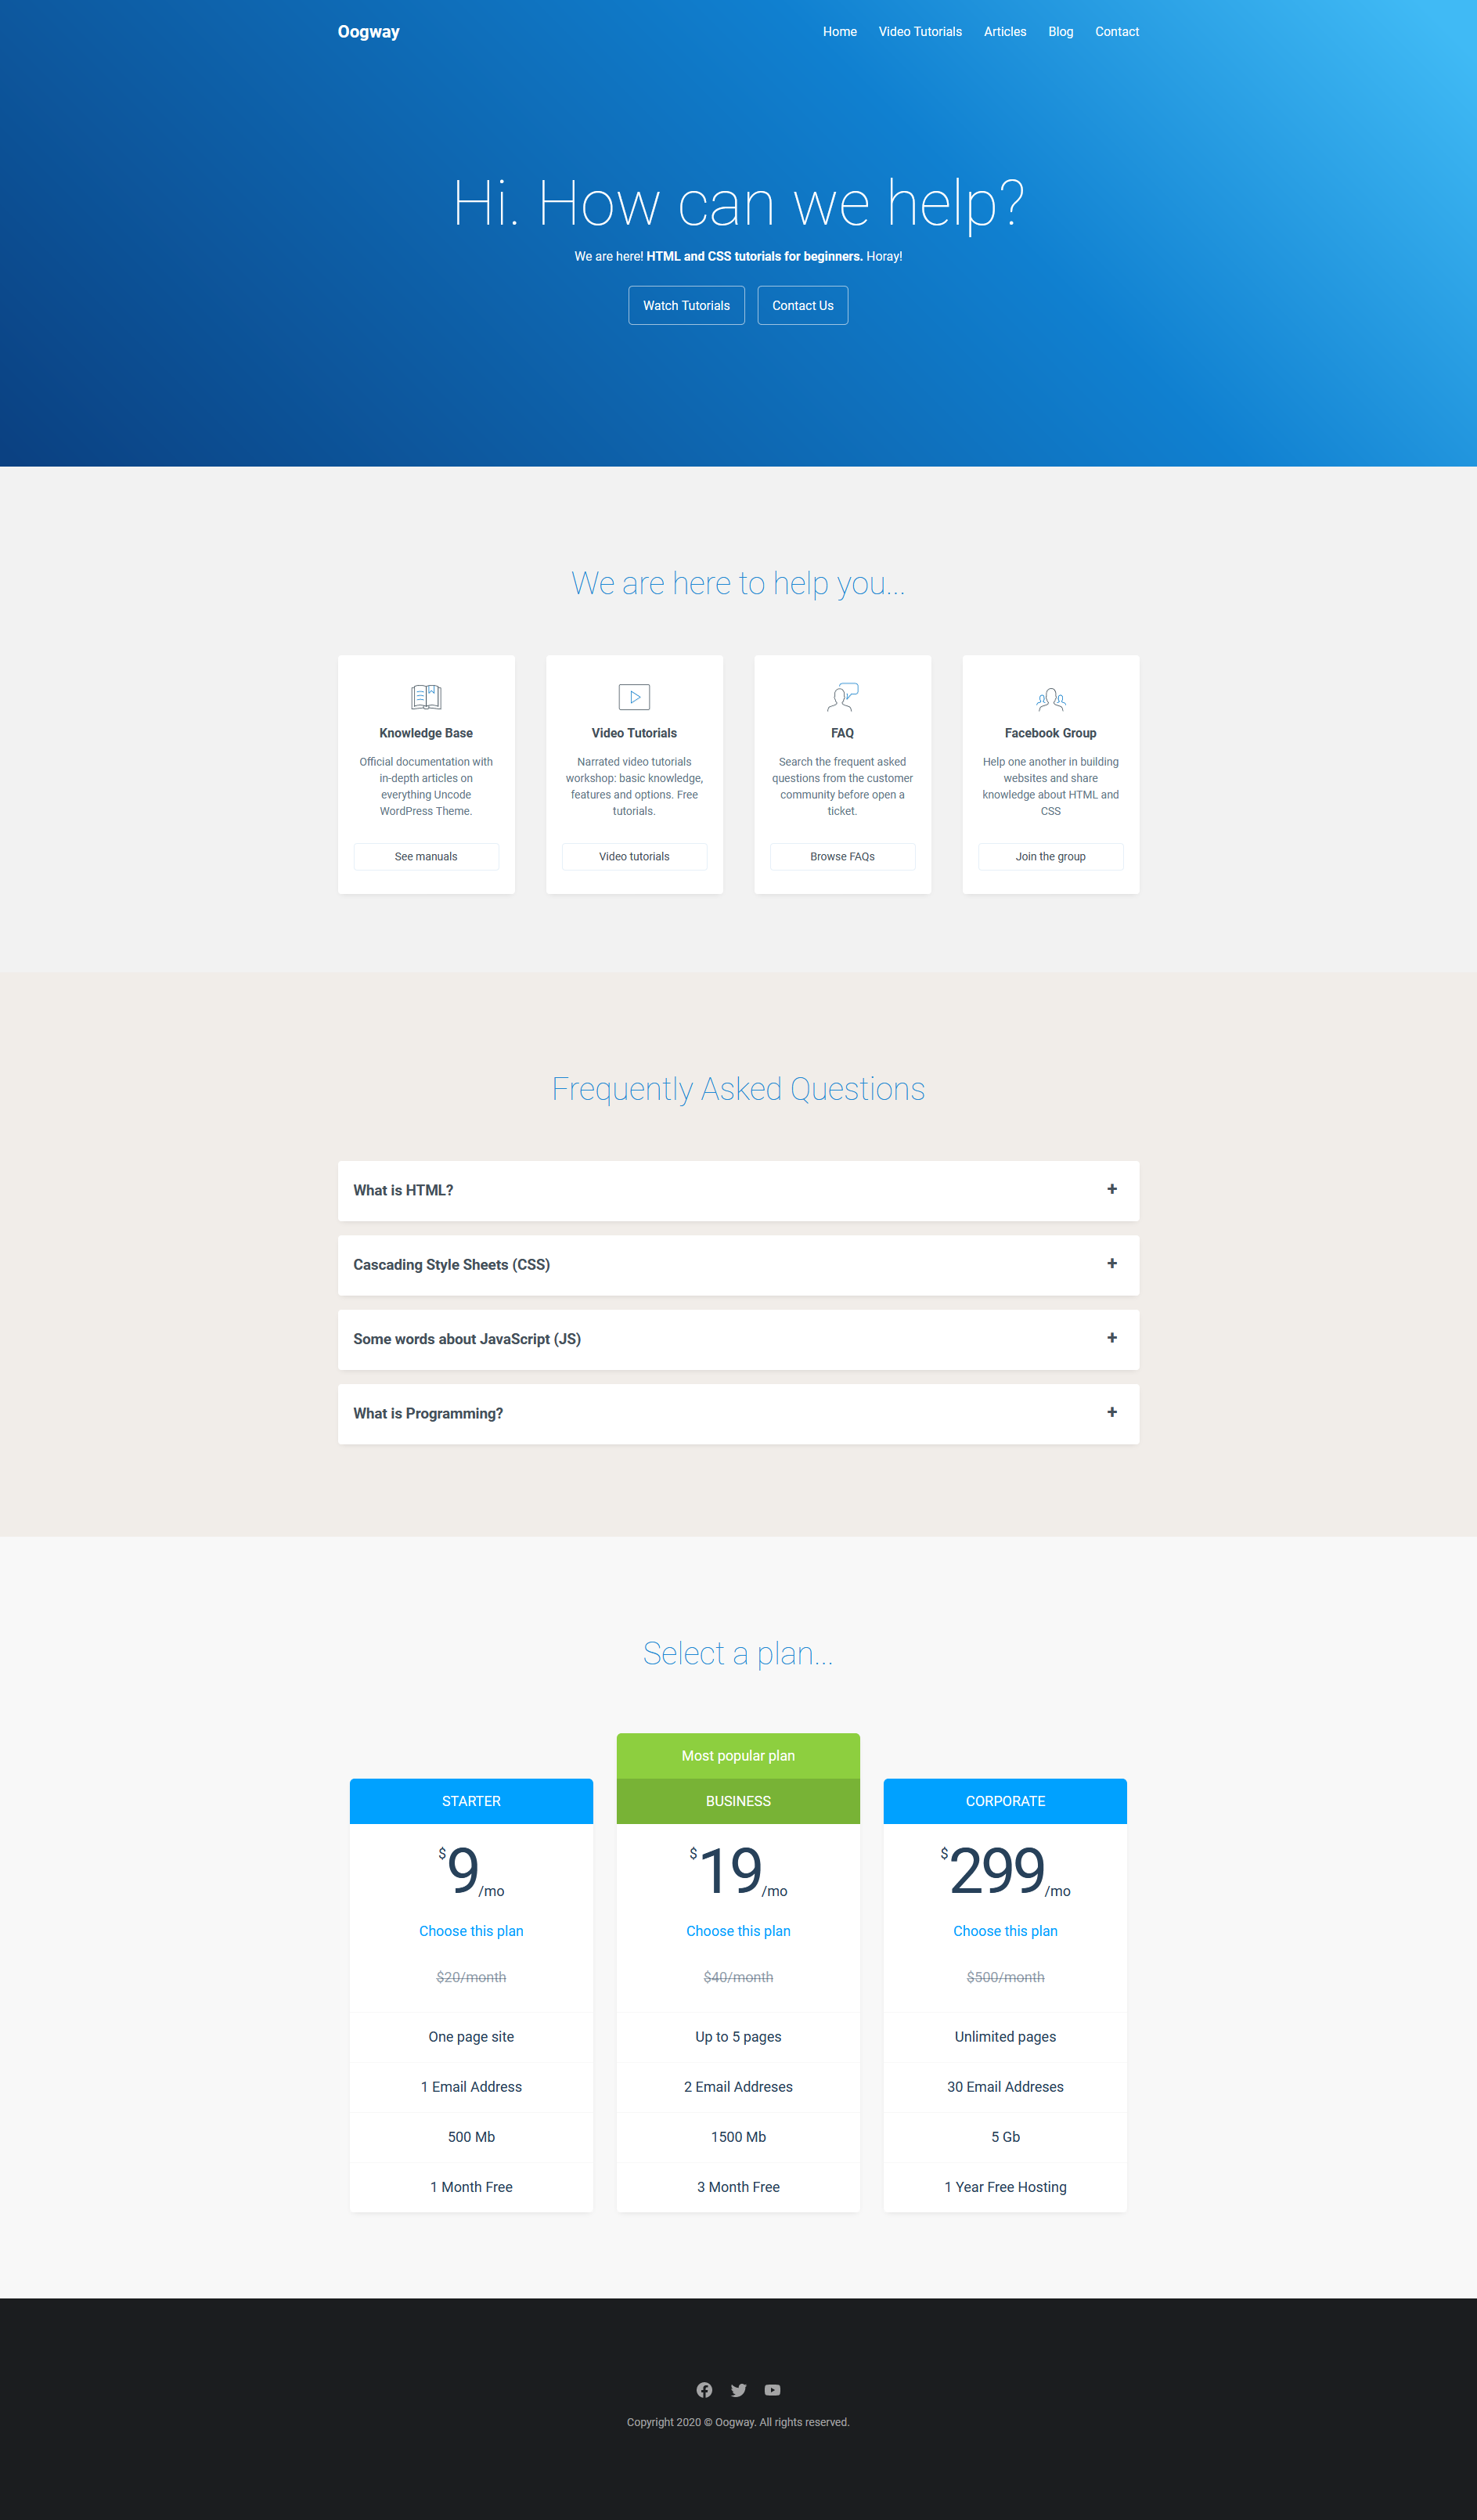 Oogway
Home Video Tutorials Articles Blog Contact
Hi. How can we help?
We are here! HTML and CSS tutorials for beginners. Horay!
Watch Tutorials Contact Us
We are here to help you...
Knowledge Base
Official documentation with
in-depth articles on
everything Uncode
WordPress Theme.
See manuals
Video Tutorials
Narrated video tutorials
workshop: basic knowledge,
features and options. Free
tutorials.
Video tutorials
FAQ
Search the frequent asked
questions from the customer
community before open a
ticket.
Browse FAQs
Facebook Group
Help one another in building
websites and share
knowledge about HTML and
CSS
Join the group
Frequently Asked Questions
What is HTML? +
Cascading Style Sheets (CSS) +
Some words about JavaScript (JS) +
What is Programming? +
Select a plan...
STARTER
$9/mo
Choose this plan
$20/month
One page site
1 Email Address
500 Mb
1 Month Free
Most popular plan
BUSINESS
$19/mo
Choose this plan
$40/month
Up to 5 pages
2 Email Addreses
1500 Mb
3 Month Free
CORPORATE
$299/mo
Choose this plan
$500/month
Unlimited pages
30 Email Addreses
5 Gb
1 Year Free Hosting
Copyright 2020 © Oogway. All rights reserved.